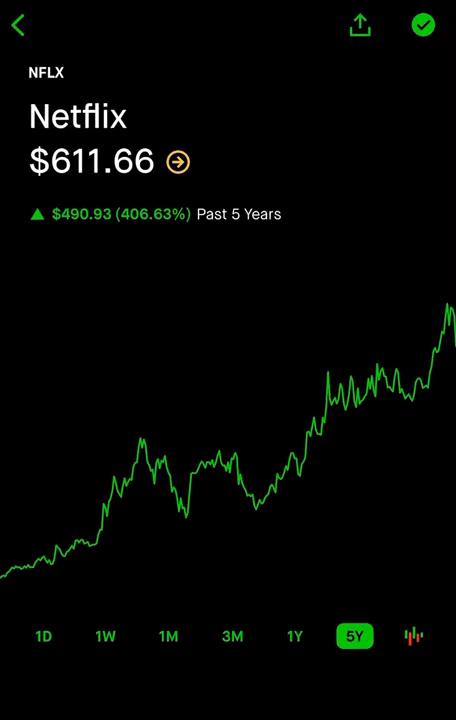 NFLX
Netflix
$611.66
▲ $490.93 (406.63%) Past 5 Years
1D 1W 1M 3M 1Y 5Y